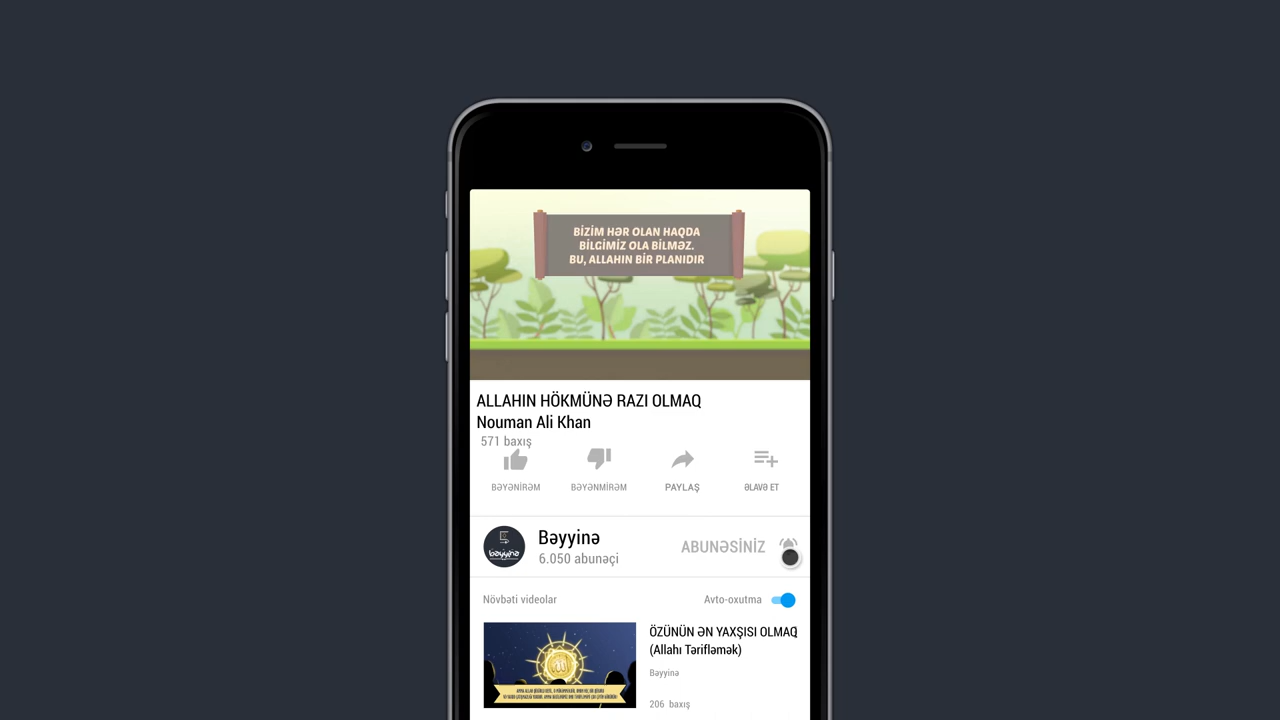 BİZİM HƏR OLAN HAQDA
BİLGİMİZ OLA BİLMƏZ.
BU, ALLAHIN BİR PLANIDIR
ALLAHIN HÖKMÜNƏ RAZI OLMAQ
Nouman Ali Khan
571 baxış
BƏYƏNİRƏM
BƏYƏNMİRƏM
PAYLAŞ
ƏLAVƏ ET
bəyyinə
Bəyyinə
6.050 abunəçi
ABUNƏSİNİZ
Növbəti videolar
Avto-oxutma
ÖZÜNÜN ƏN YAXŞISI OLMAQ
(Allahı Tərifləmək)
Bəyyinə
206 baxış